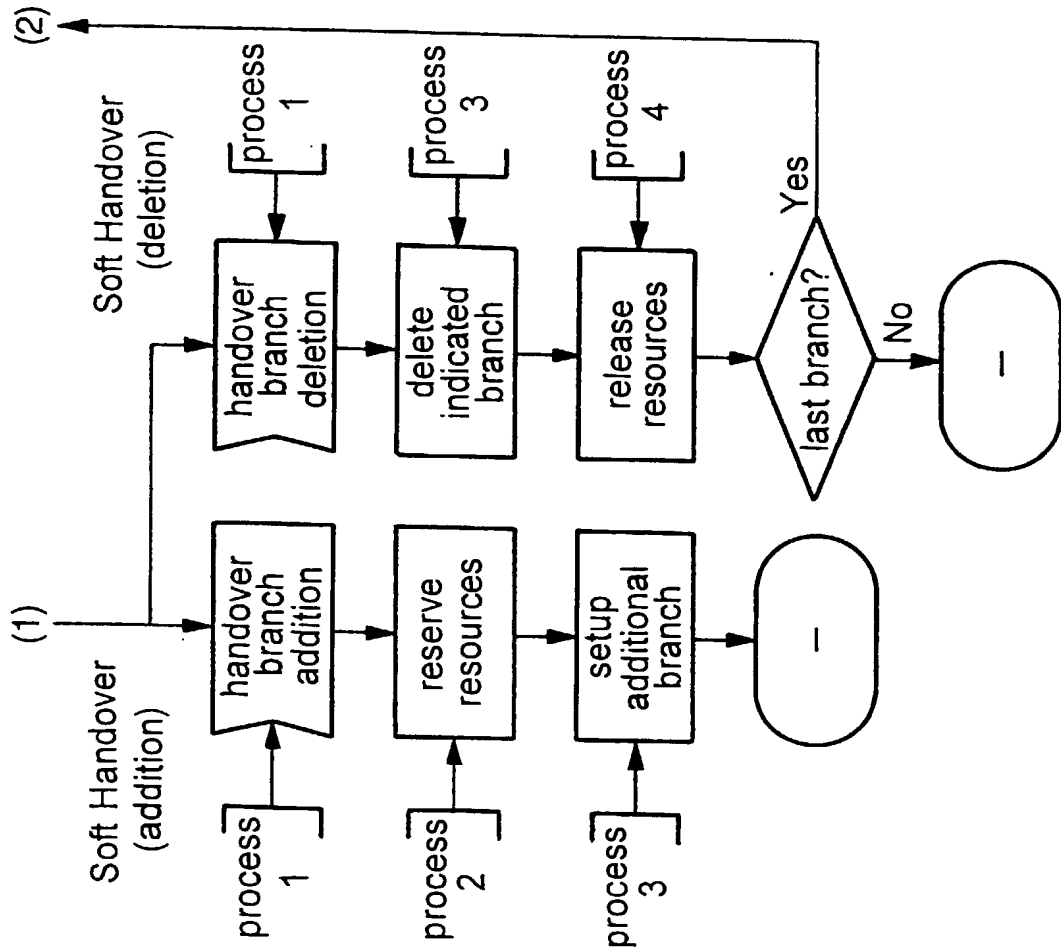 (1)
(2)
Soft Handover
(addition)
Soft Handover
(deletion)
process
1
handover
branch
addition
handover
branch
deletion
process
1
process
2
reserve
resources
delete
indicated
branch
process
3
process
3
setup
additional
branch
release
resources
process
4
–
last branch?
Yes
No
–